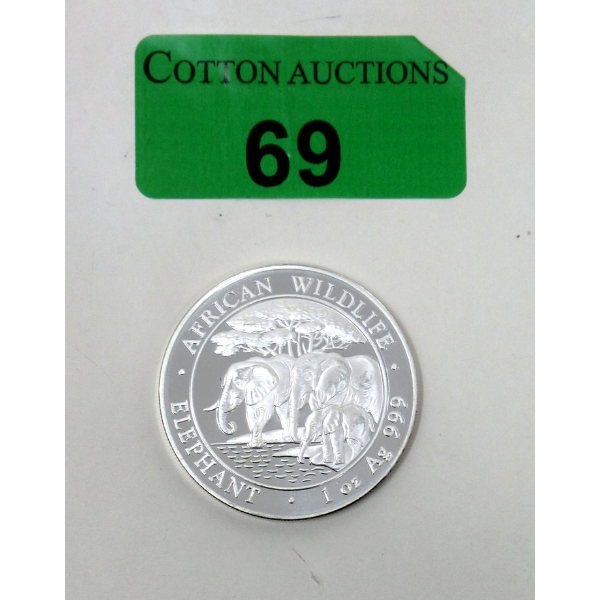 COTTON AUCTIONS
69
AFRICAN WILDLIFE
ELEPHANT · 1 oz Ag 999